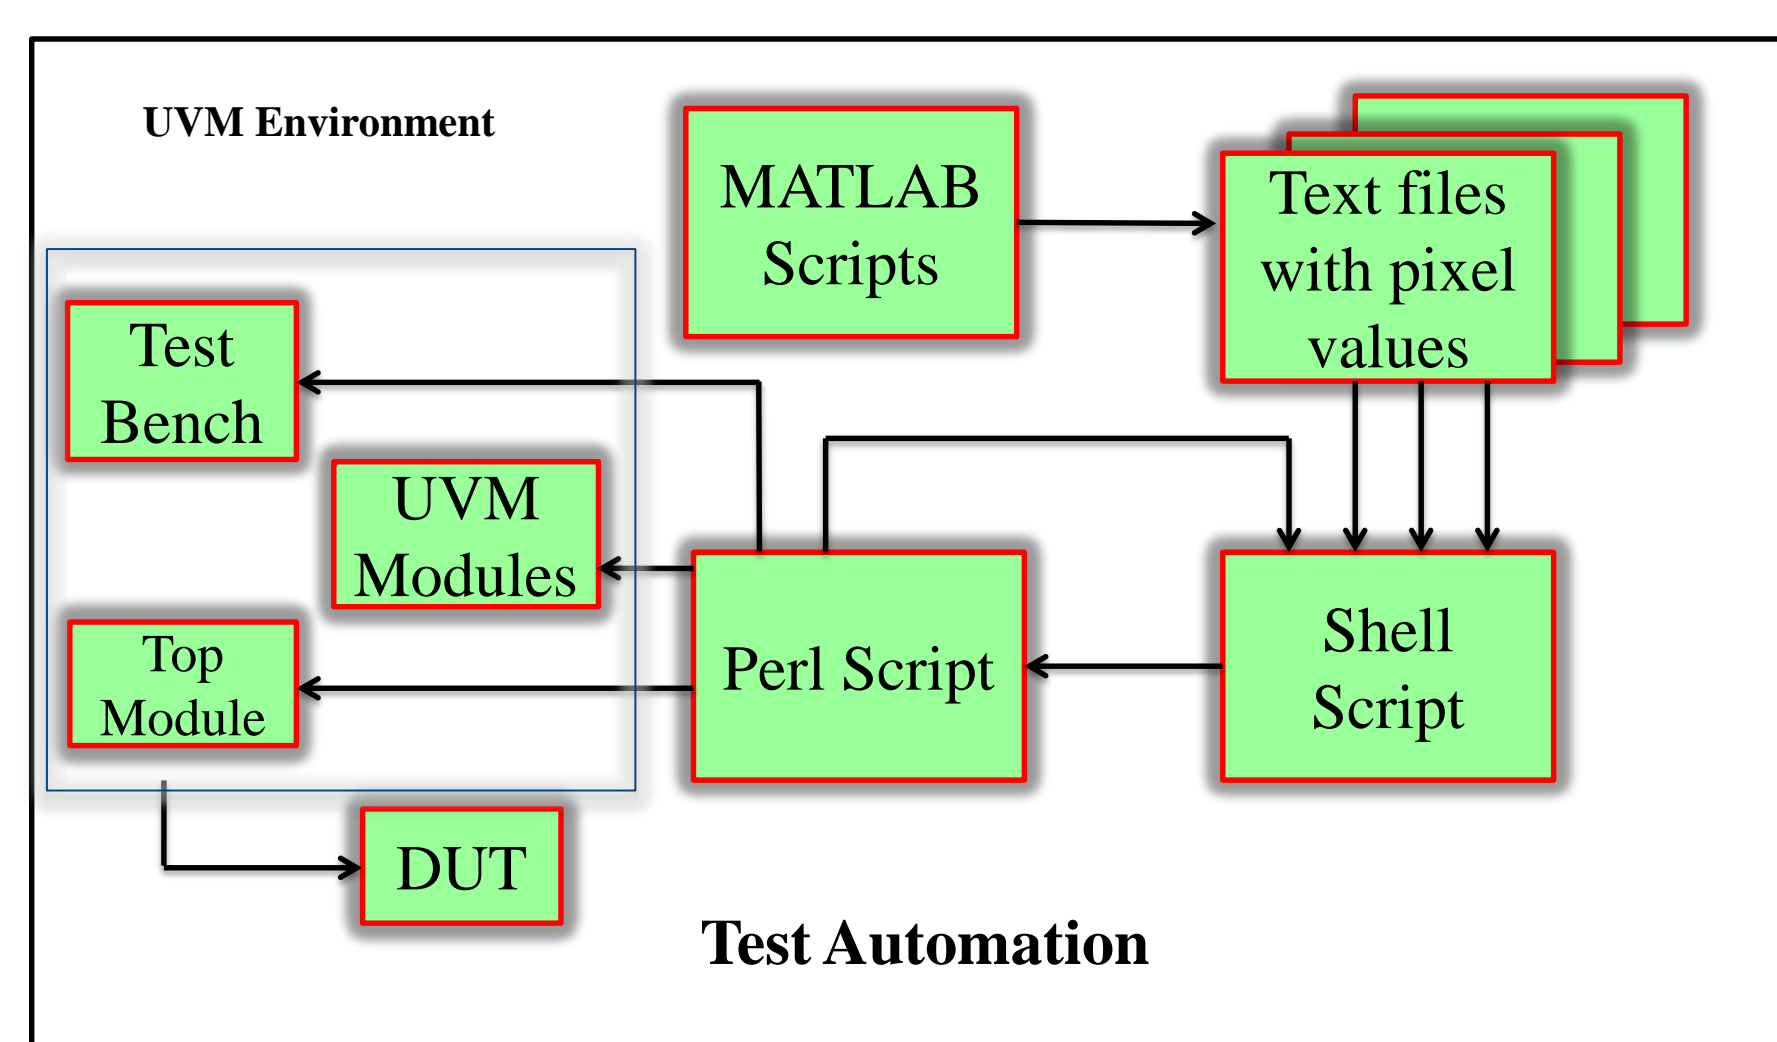 UVM Environment
MATLAB
Scripts
Text files
with pixel
values
Test
Bench
UVM
Modules
Top
Module
Perl Script
Shell
Script
DUT
Test Automation